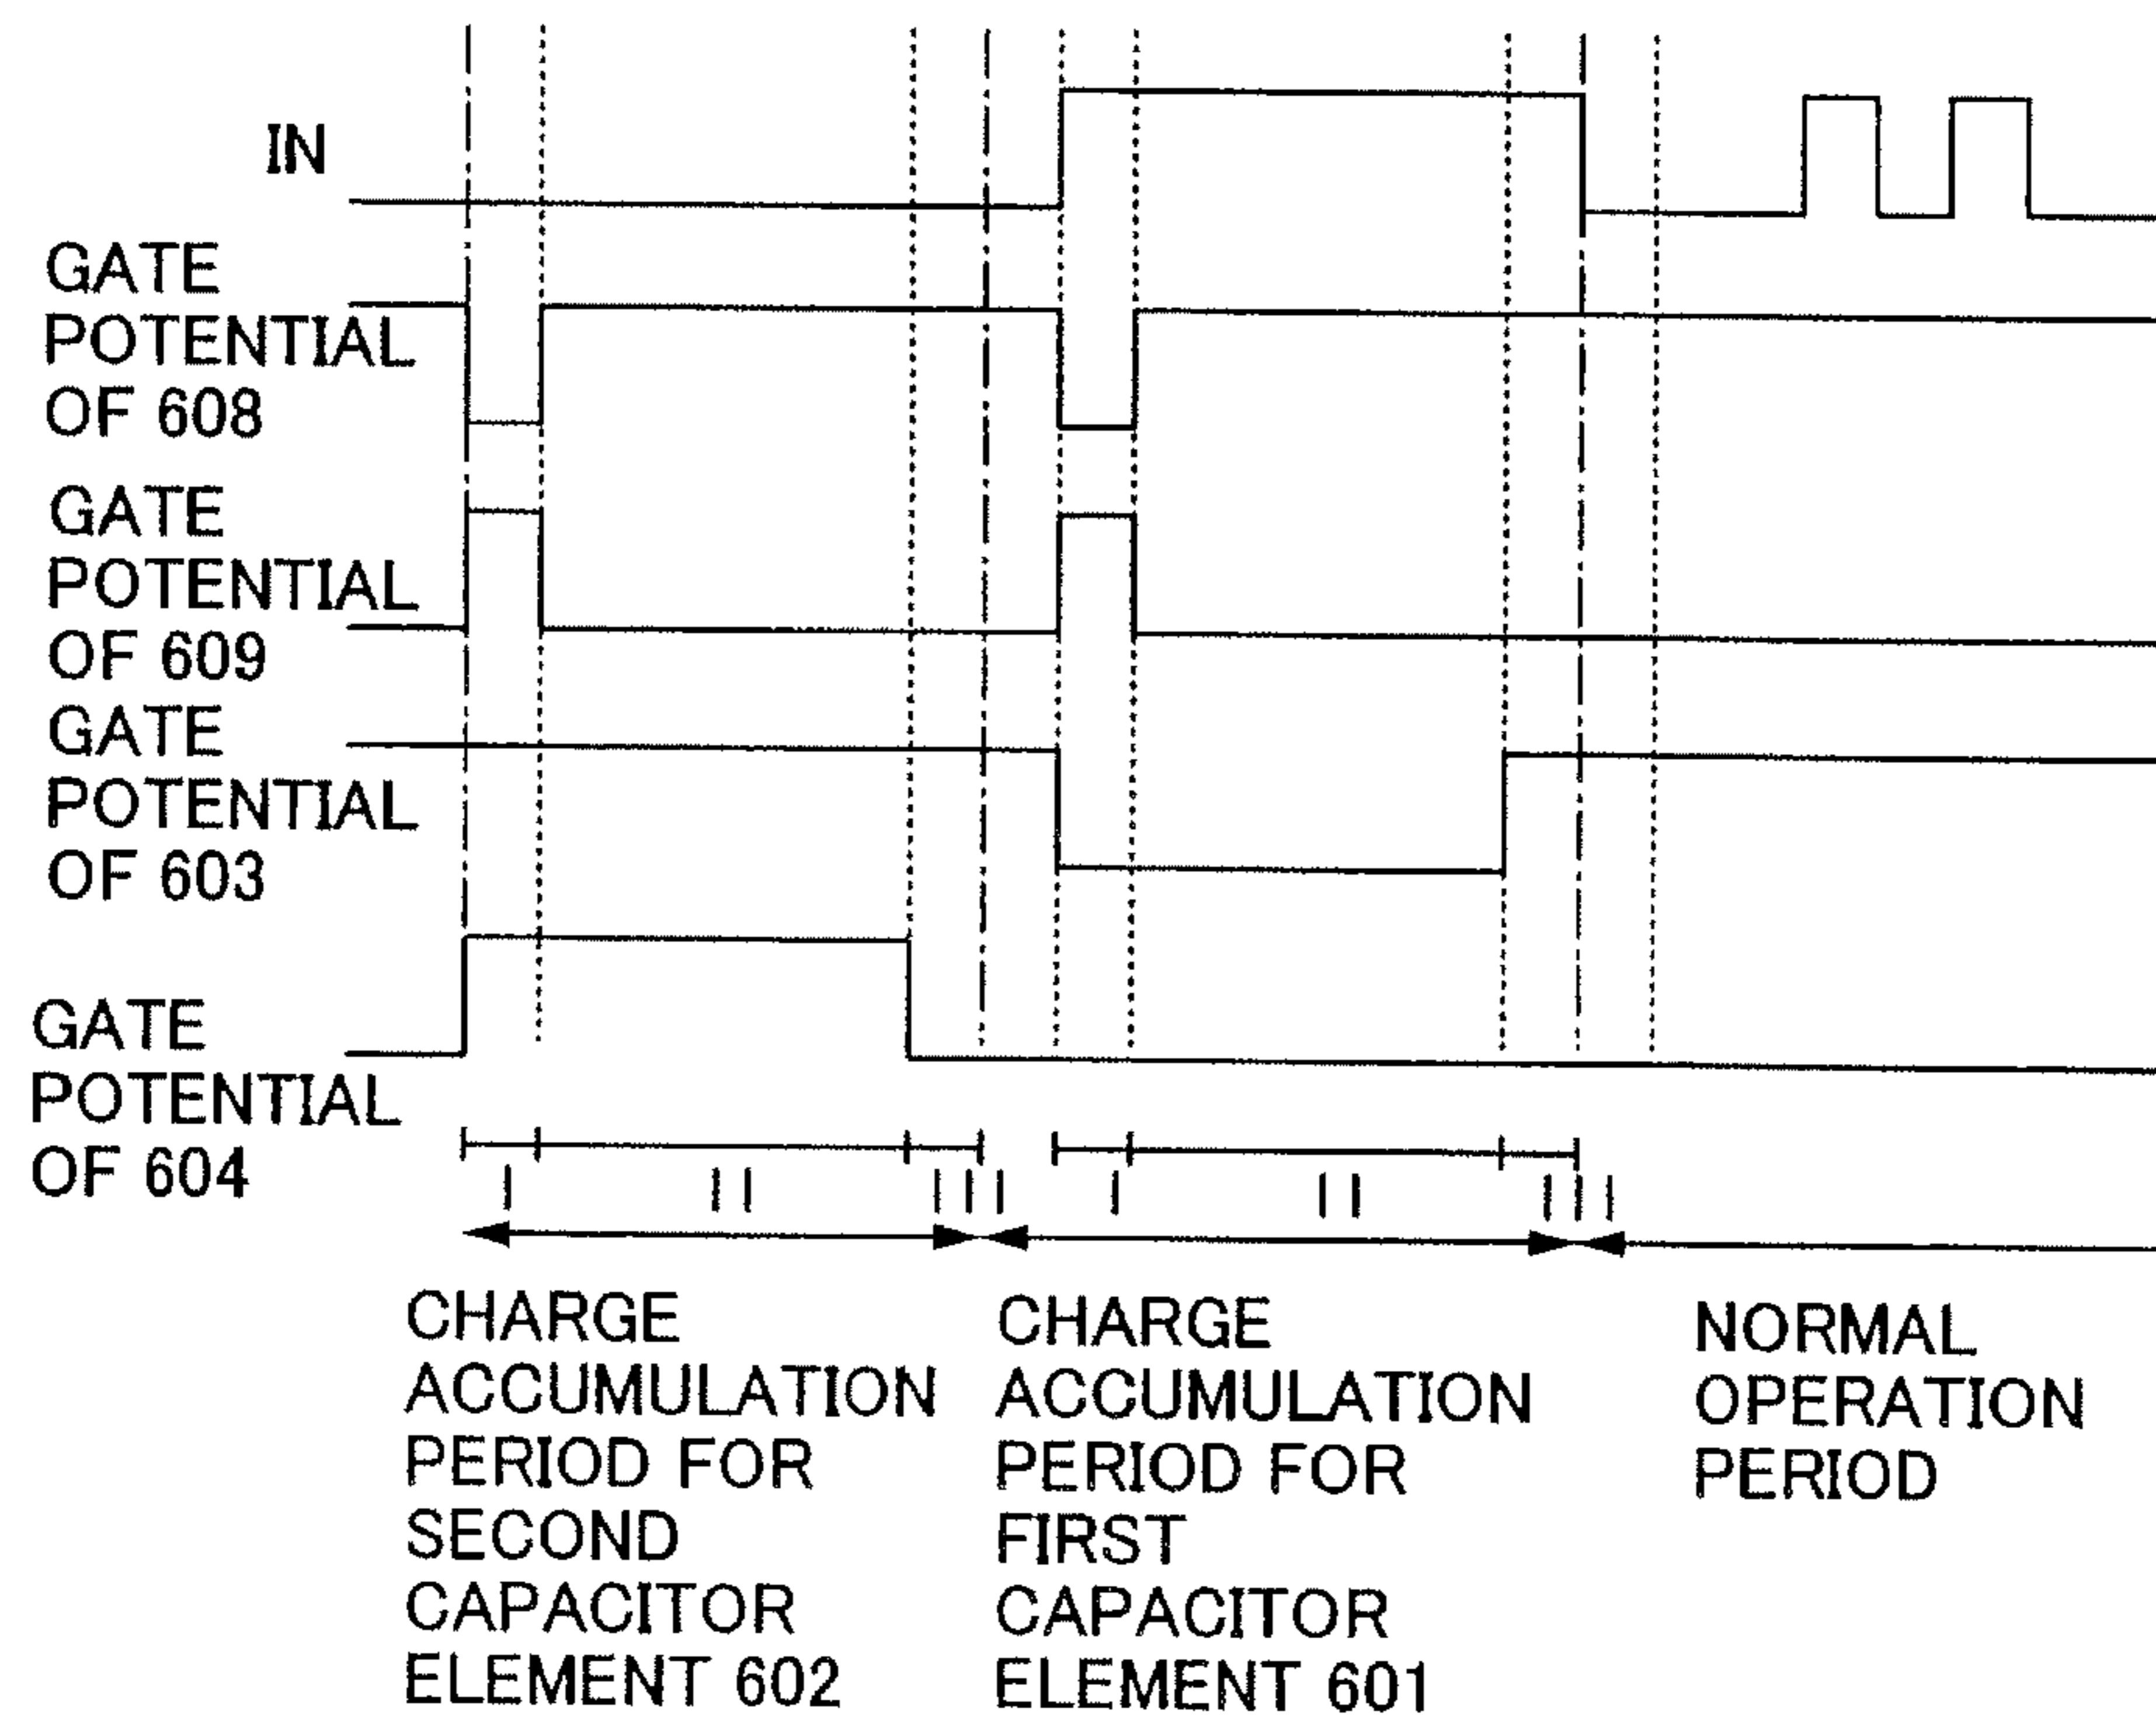 IN
GATE
POTENTIAL
OF 608
GATE
POTENTIAL
OF 609
GATE
POTENTIAL
OF 603
GATE
POTENTIAL
OF 604
I
II
III
I
II
III
CHARGE
ACCUMULATION
PERIOD FOR
SECOND
CAPACITOR
ELEMENT 602
CHARGE
ACCUMULATION
PERIOD FOR
FIRST
CAPACITOR
ELEMENT 601
NORMAL
OPERATION
PERIOD